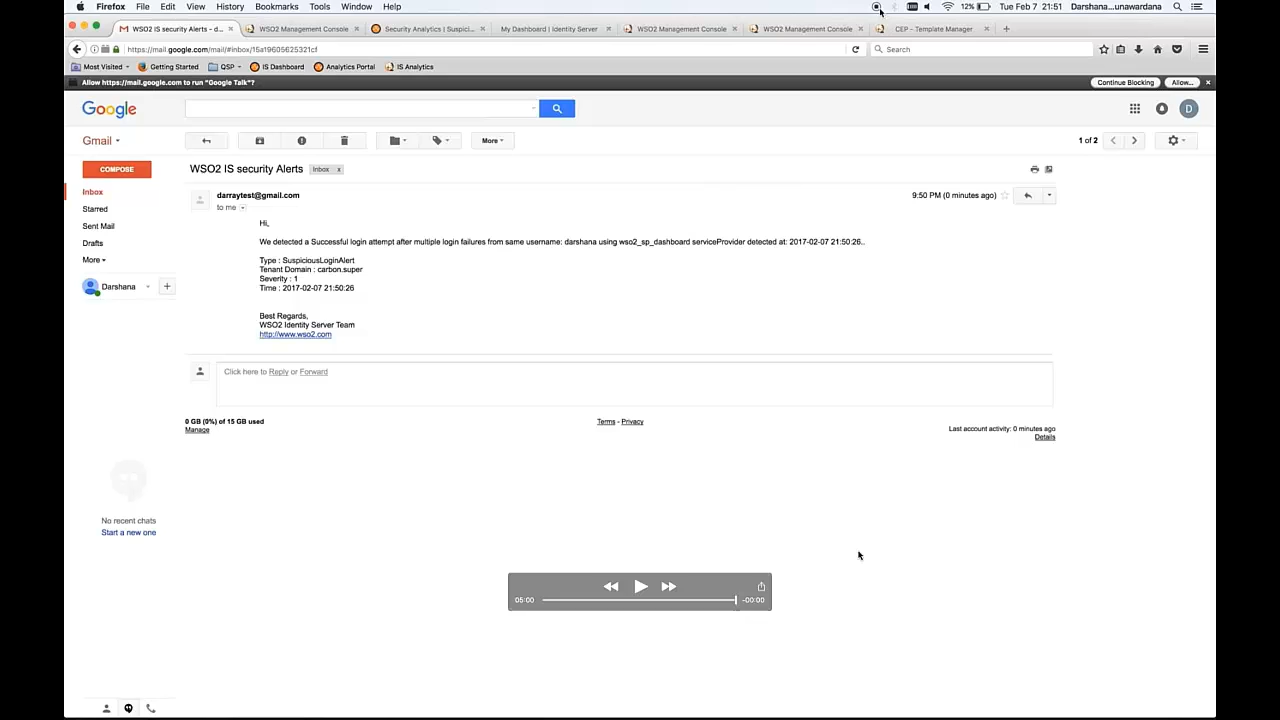 Firefox File Edit View History Bookmarks Tools Window Help 12% Tue Feb 7 21:51 Darshana...unawardana
WSO2 IS security Alerts - d... × WSO2 Management Console × Security Analytics | Suspici... × My Dashboard | Identity Server × WSO2 Management Console × WSO2 Management Console × CEP - Template Manager × +
https://mail.google.com/mail/#inbox/15a19605625321cf Search
Most Visited Getting Started QSP IS Dashboard Analytics Portal IS Analytics
Allow https://mail.google.com to run "Google Talk"? Continue Blocking Allow... ×
Google D
Gmail More 1 of 2
COMPOSE WSO2 IS security Alerts Inbox x
Inbox darraytest@gmail.com 9:50 PM (0 minutes ago)
Starred to me
Sent Mail Hi,
Drafts We detected a Successful login attempt after multiple login failures from same username: darshana using wso2_sp_dashboard serviceProvider detected at: 2017-02-07 21:50:26..
More Type : SuspiciousLoginAlert
Tenant Domain : carbon.super
Severity : 1
Darshana + Time : 2017-02-07 21:50:26
Best Regards,
WSO2 Identity Server Team
http://www.wso2.com
Click here to Reply or Forward
0 GB (0%) of 15 GB used Terms - Privacy Last account activity: 0 minutes ago
Manage Details
No recent chats
Start a new one
05:00 -00:00